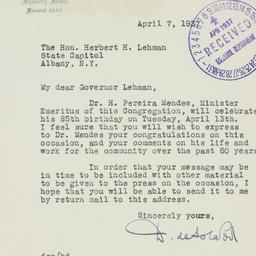 April 7, 1937
APR 1937
RECEIVED
The Hon. Herbert H. Lehman
State Capitol
Albany, N.Y.
My dear Governor Lehman,
Dr. H. Pereira Mendes, Minister
Emeritus of this Congregation, will celebrate
his 85th birthday on Tuesday, April 13th.
I feel sure that you will wish to express
to Dr. Mendes your congratulations on this
occasion, and your comments on his life and
work for the community over the past 60 years
In order that your message may be
in time to be included with other material
to be given to the press on the occasion, I
hope that you will be able to send it to me
by return mail to this address.
Sincerely yours,
D. de Sola Pool